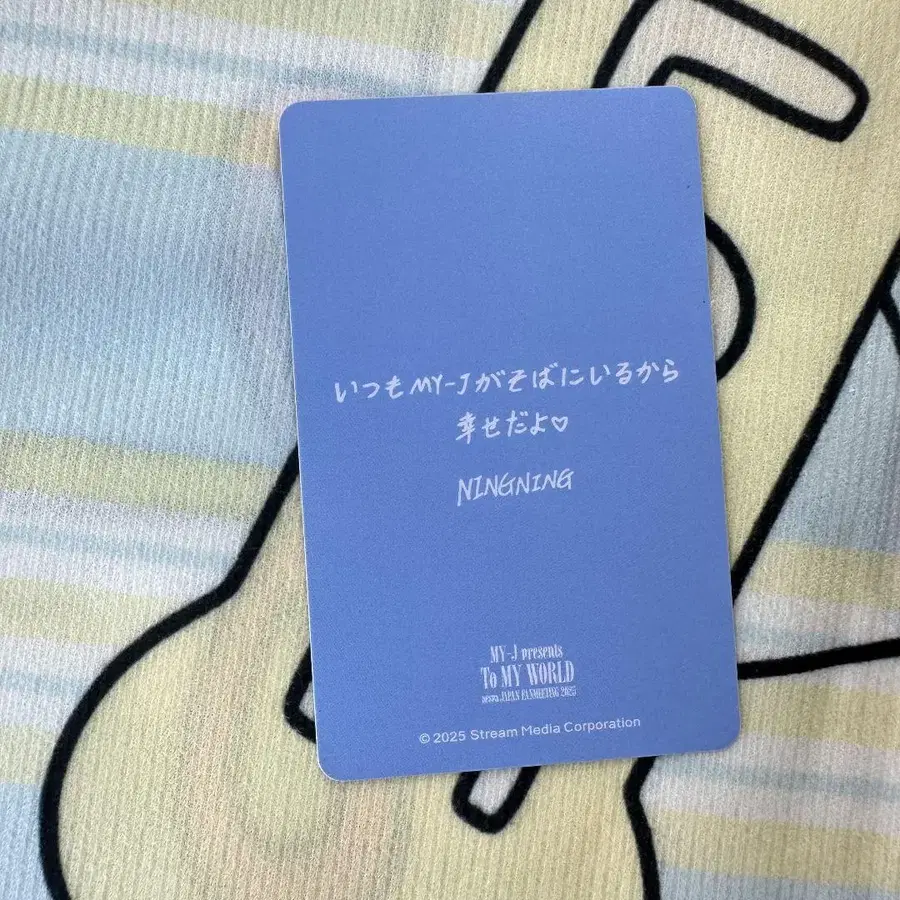 いつもMY-Jがそばにいるから
幸せだよ♡
NINGNING
MY-J presents
To MY WORLD
aespa JAPAN FANMEETING 2025
© 2025 Stream Media Corporation